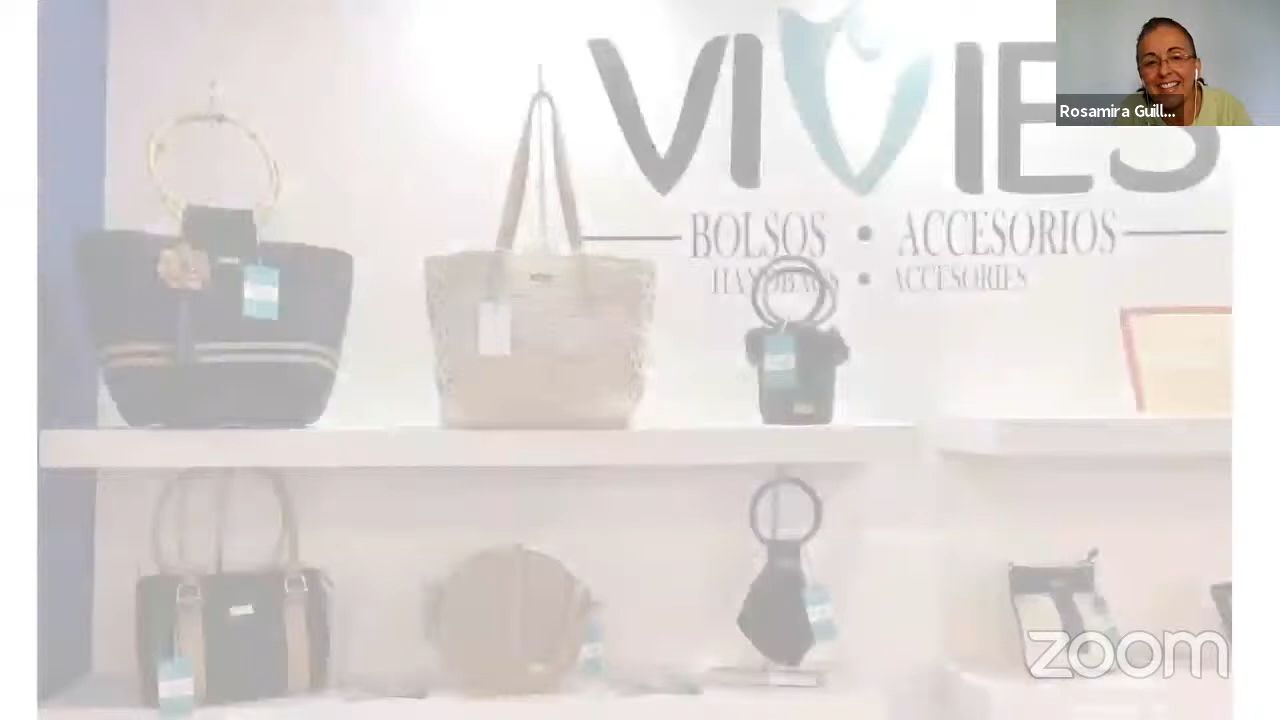 VIVIES
BOLSOS • ACCESORIOS
HANDBAGS • ACCESORIES
Rosamira Guill...
zoom